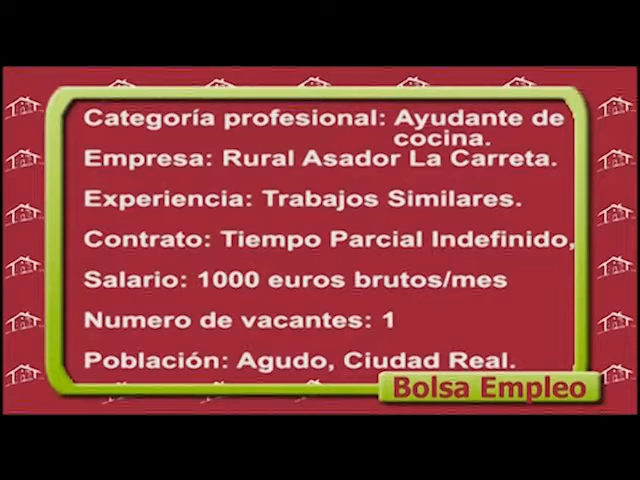 Categoría profesional: Ayudante de
cocina.
Empresa: Rural Asador La Carreta.
Experiencia: Trabajos Similares.
Contrato: Tiempo Parcial Indefinido,
Salario: 1000 euros brutos/mes
Numero de vacantes: 1
Población: Agudo, Ciudad Real.
Bolsa Empleo